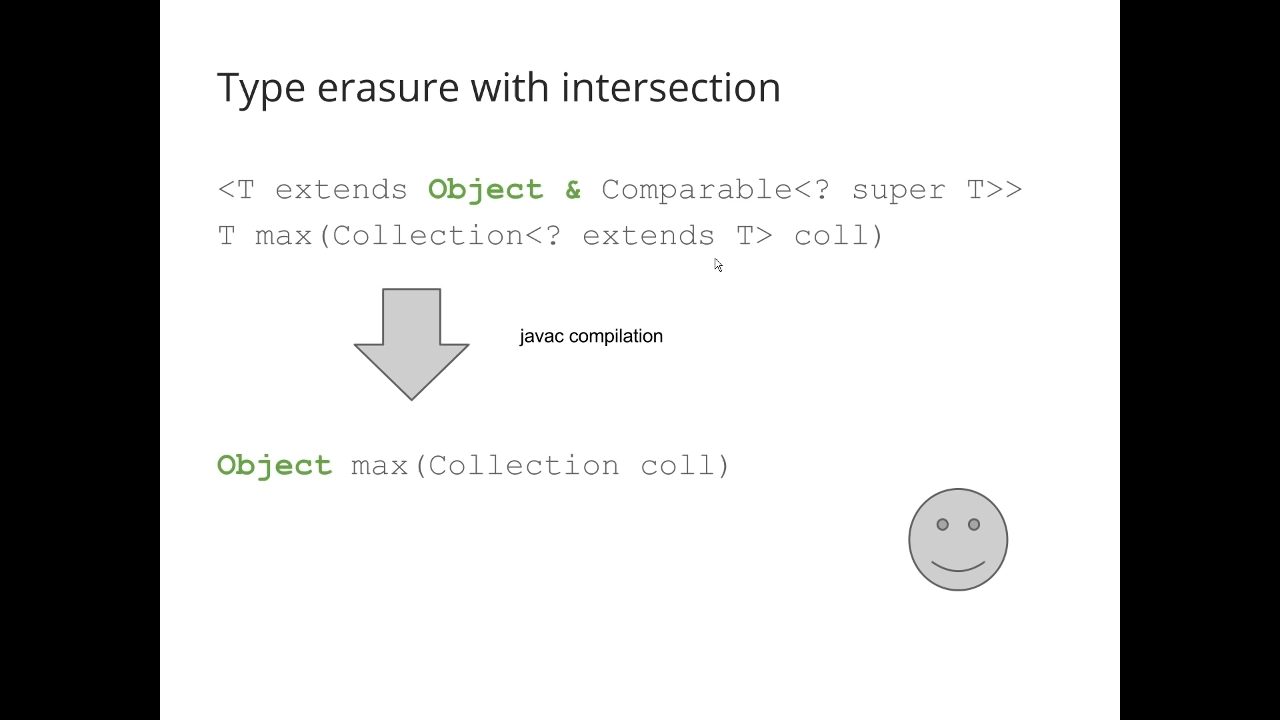 Type erasure with intersection
<T extends Object & Comparable<? super T>>
T max(Collection<? extends T> coll)
javac compilation
Object max(Collection coll)